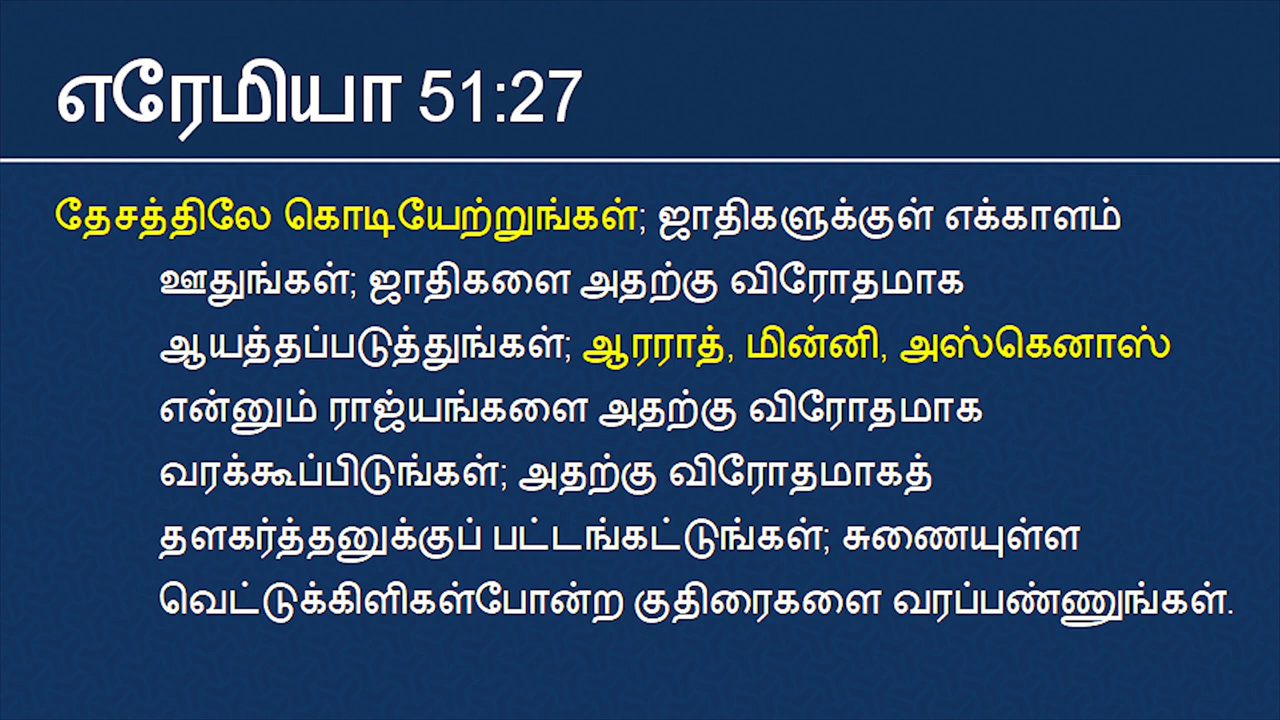 எரேமியா 51:27
தேசத்திலே கொடியேற்றுங்கள்; ஜாதிகளுக்குள் எக்காளம்
ஊதுங்கள்; ஜாதிகளை அதற்கு விரோதமாக
ஆயத்தப்படுத்துங்கள்; ஆரராத், மின்னி, அஸ்கெனாஸ்
என்னும் ராஜ்யங்களை அதற்கு விரோதமாக
வரக்கூப்பிடுங்கள்; அதற்கு விரோதமாகத்
தளகர்த்தனுக்குப் பட்டங்கட்டுங்கள்; சுணையுள்ள
வெட்டுக்கிளிகள்போன்ற குதிரைகளை வரப்பண்ணுங்கள்.